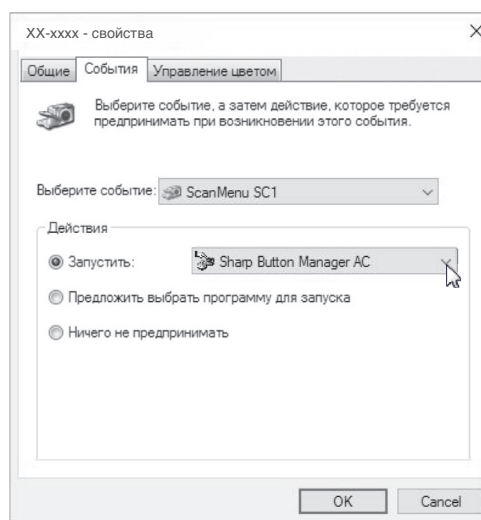 XX-xxxx - свойства
Общие События Управление цветом
Выберите событие, а затем действие, которое требуется
предпринимать при возникновении этого события.
Выберите событие: ScanMenu SC1
Действия
Запустить: Sharp Button Manager AC
Предложить выбрать программу для запуска
Ничего не предпринимать
OK Cancel